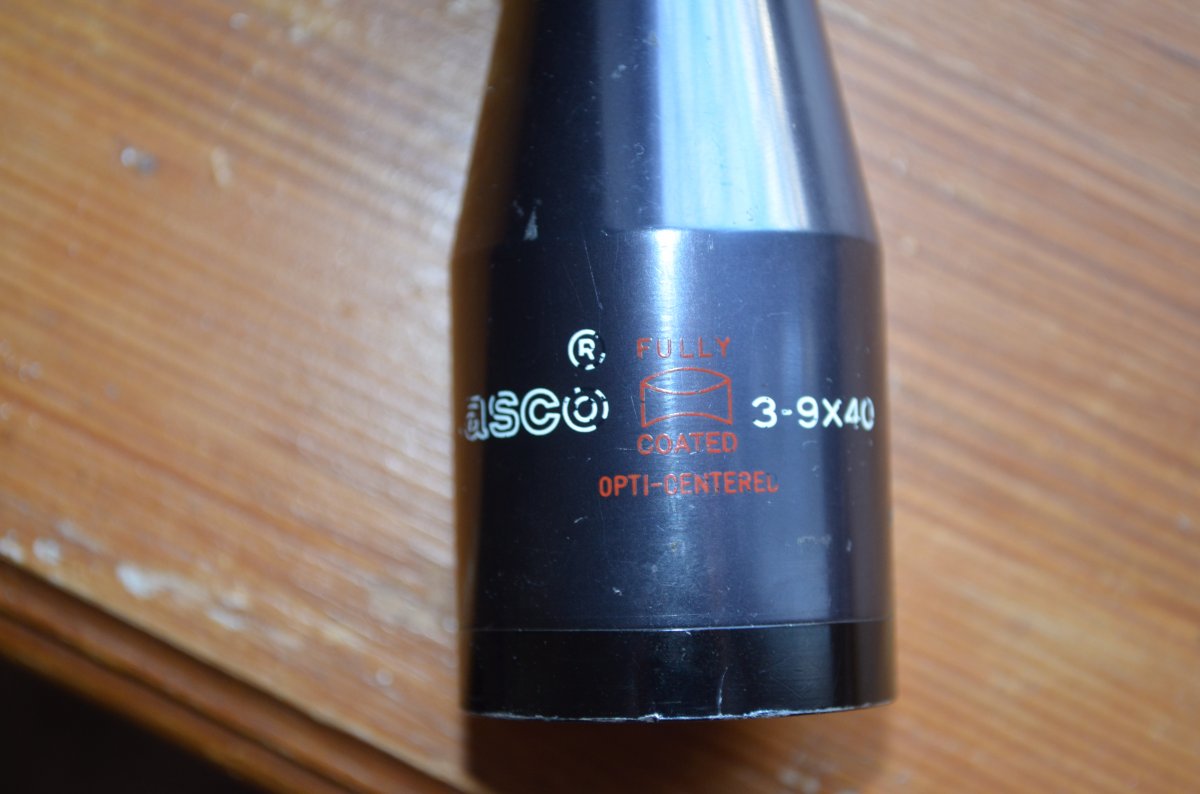 ®
asco
FULLY
COATED
3-9X40
OPTI-CENTERED